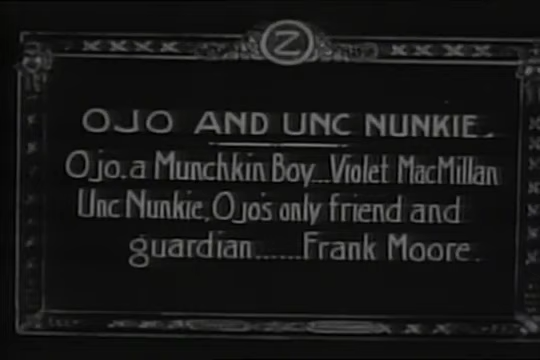 Z
OJO AND UNC NUNKIE.
Ojo, a Munchkin Boy...Violet MacMillan
Unc Nunkie, Ojo's only friend and
guardian......Frank Moore.